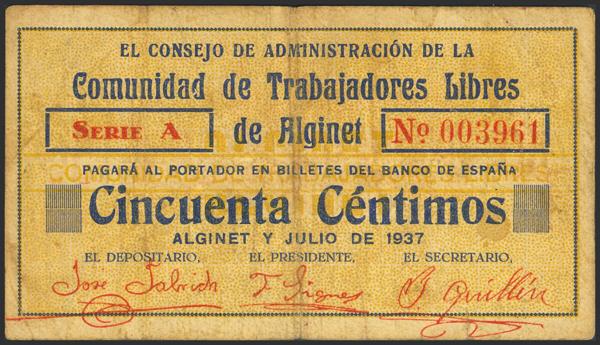 EL CONSEJO DE ADMINISTRACIÓN DE LA
Comunidad de Trabajadores Libres
SERIE A de Alginet Nº 003961
PAGARÁ AL PORTADOR EN BILLETES DEL BANCO DE ESPAÑA
Cincuenta Céntimos
ALGINET Y JULIO DE 1937
EL DEPOSITARIO, EL PRESIDENTE, EL SECRETARIO,
José